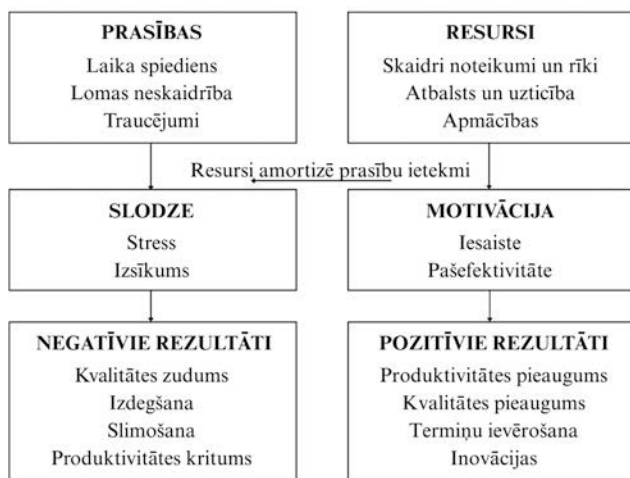 PRASĪBAS
Laika spiediens
Lomas neskaidrība
Traucējumi
RESURSI
Skaidri noteikumi un rīki
Atbalsts un uzticība
Apmācības
Resursi amortizē prasību ietekmi
SLODZE
Stress
Izsīkums
MOTIVĀCIJA
Iesaiste
Pašefektivitāte
NEGATĪVIE REZULTĀTI
Kvalitātes zudums
Izdegšana
Slimošana
Produktivitātes kritums
POZITĪVIE REZULTĀTI
Produktivitātes pieaugums
Kvalitātes pieaugums
Termiņu ievērošana
Inovācijas